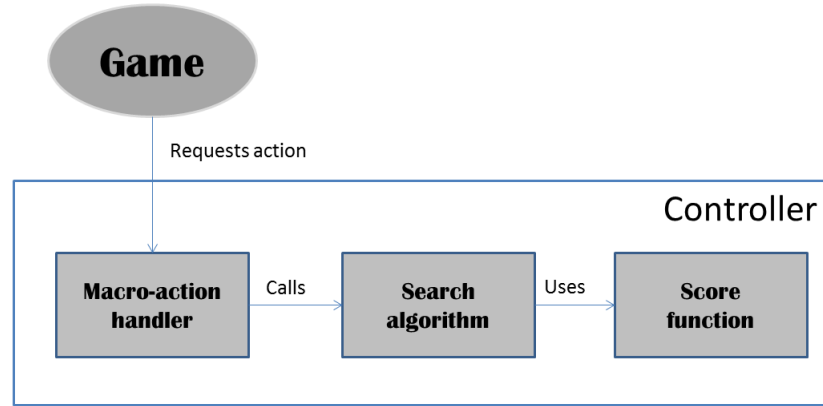 Game
Requests action
Controller
Macro-action
handler
Calls
Search
algorithm
Uses
Score
function